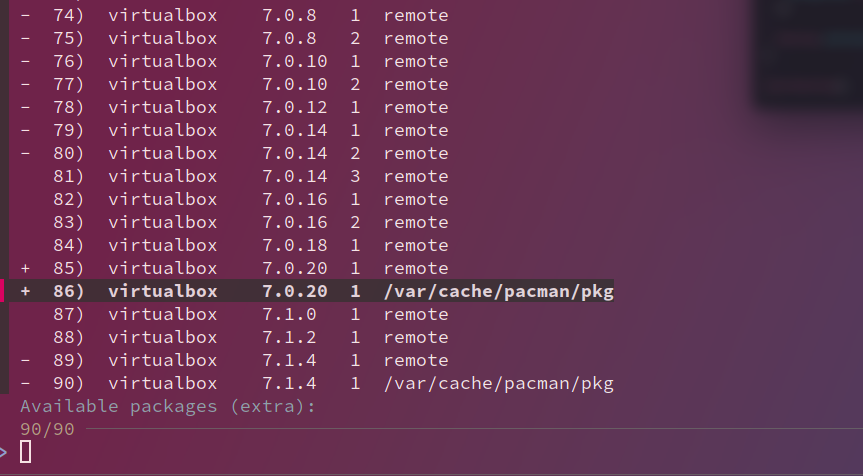 - 74) virtualbox 7.0.8 1 remote
- 75) virtualbox 7.0.8 2 remote
- 76) virtualbox 7.0.10 1 remote
- 77) virtualbox 7.0.10 2 remote
- 78) virtualbox 7.0.12 1 remote
- 79) virtualbox 7.0.14 1 remote
- 80) virtualbox 7.0.14 2 remote
81) virtualbox 7.0.14 3 remote
82) virtualbox 7.0.16 1 remote
83) virtualbox 7.0.16 2 remote
84) virtualbox 7.0.18 1 remote
+ 85) virtualbox 7.0.20 1 remote
+ 86) virtualbox 7.0.20 1 /var/cache/pacman/pkg
87) virtualbox 7.1.0 1 remote
88) virtualbox 7.1.2 1 remote
- 89) virtualbox 7.1.4 1 remote
- 90) virtualbox 7.1.4 1 /var/cache/pacman/pkg
Available packages (extra):
90/90
>